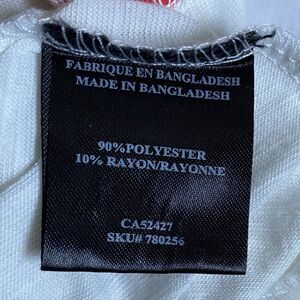 FABRIQUE EN BANGLADESH
MADE IN BANGLADESH
90%POLYESTER
10% RAYON/RAYONNE
CA52427
SKU# 780256